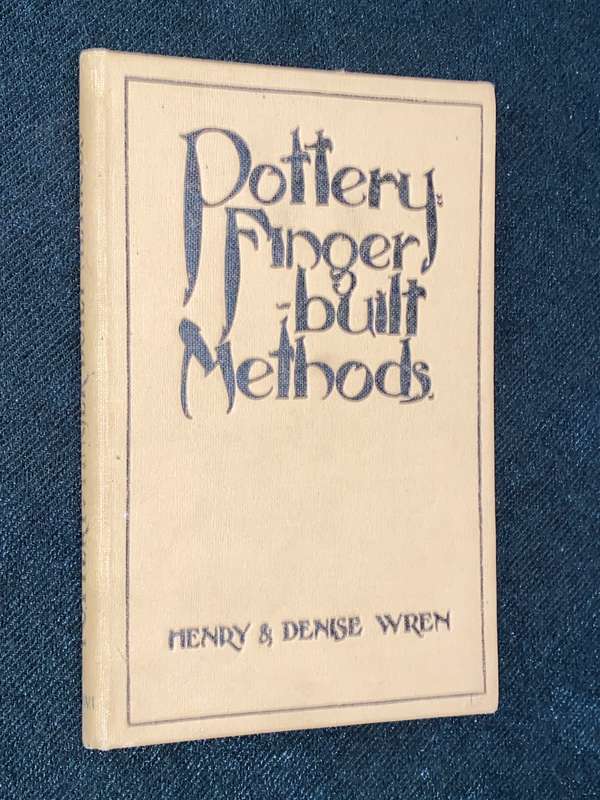 Pottery:
Finger
-built
Methods.
HENRY & DENISE WREN